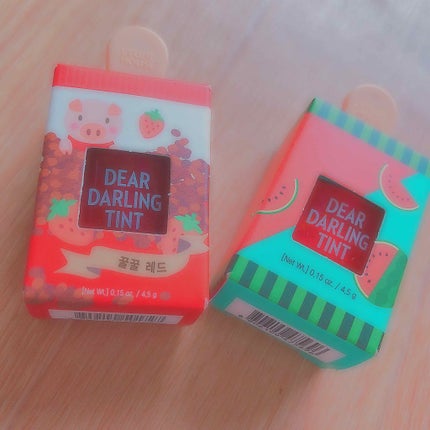 DEAR
DARLING
TINT
꿀꿀 레드
[Net Wt.] 0.15 oz. / 4.5 g
DEAR
DARLING
TINT
[Net Wt.] 0.15 oz. / 4.5 g